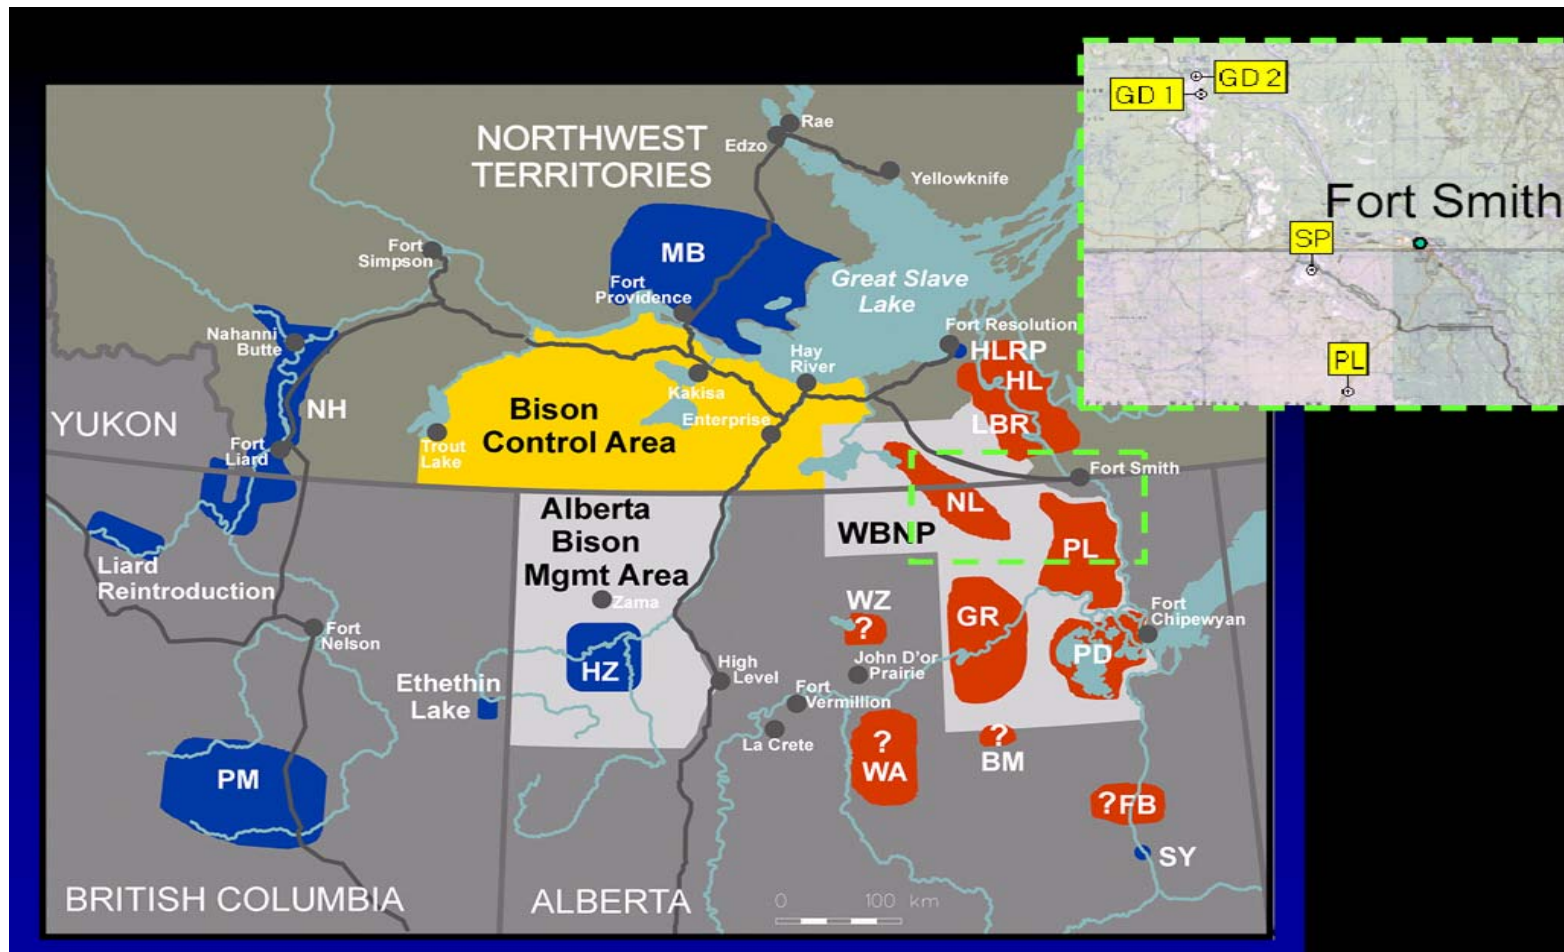 GD 2
GD 1
Fort Smith
SP
PL
NORTHWEST
TERRITORIES
Rae
Edzo
Yellowknife
MB
Fort
Simpson
Fort
Providence
Great Slave
Lake
Nahanni
Butte
Fort Resolution
HLRP
HL
Hay
River
Kakisa
Enterprise
NH
Bison
Control Area
LBR
YUKON
Fort
Liard
Trout
Lake
Fort Smith
NL
Alberta
Bison
Mgmt Area
WBNP
PL
Liard
Reintroduction
Zama
WZ
?
GR
Fort
Chipewyan
Fort
Nelson
HZ
John D'or
Prairie
PD
Ethethin
Lake
High
Level
Fort
Vermillion
La Crete
?
WA
?
BM
PM
?FB
SY
BRITISH COLUMBIA
ALBERTA
0 100 km